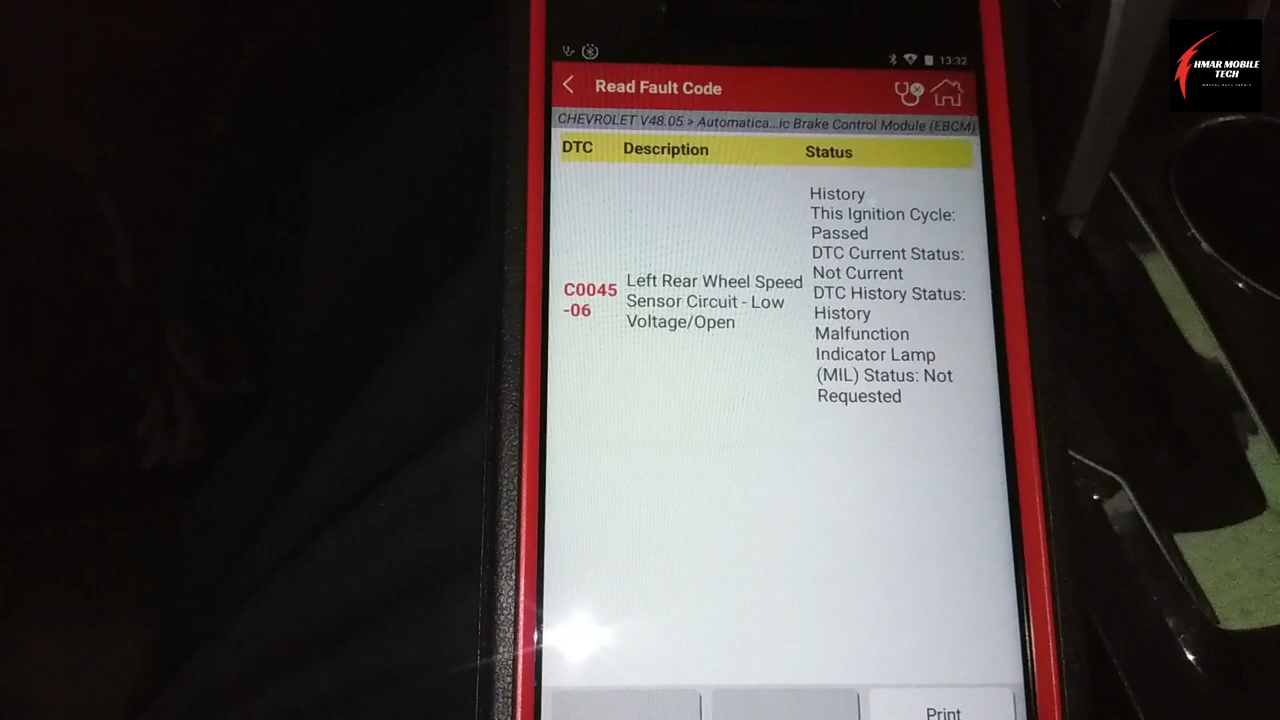 HMAR MOBILE
TECH
13:32
Read Fault Code
CHEVROLET V48.05 > Automatica...ic Brake Control Module (EBCM)
DTC Description Status
C0045
-06
Left Rear Wheel Speed
Sensor Circuit - Low
Voltage/Open
History
This Ignition Cycle:
Passed
DTC Current Status:
Not Current
DTC History Status:
History
Malfunction
Indicator Lamp
(MIL) Status: Not
Requested
Print